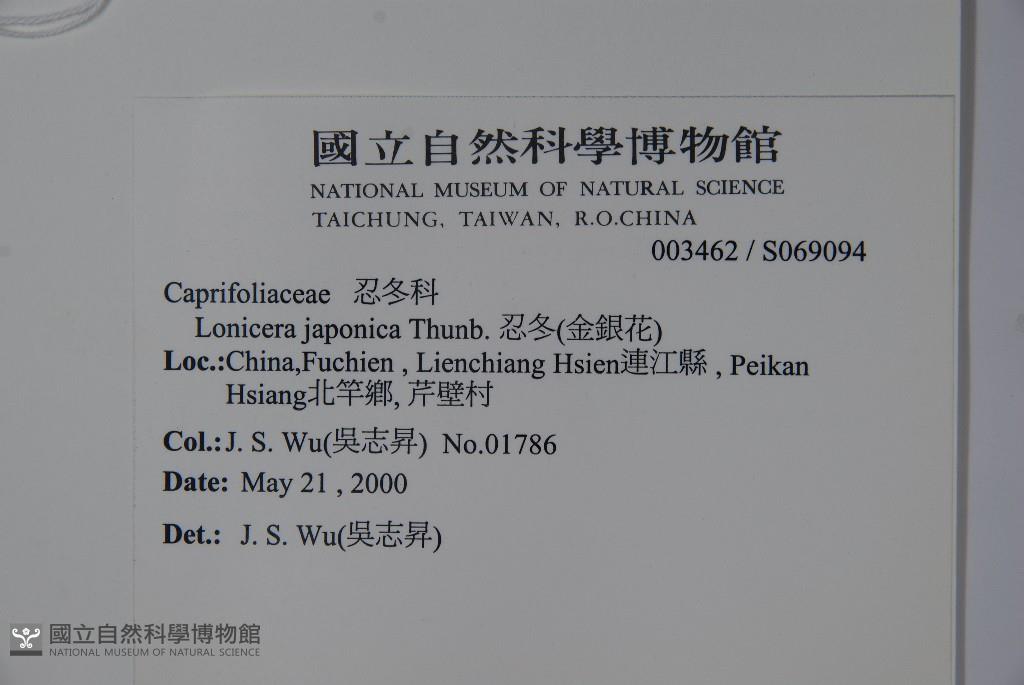 國立自然科學博物館
NATIONAL MUSEUM OF NATURAL SCIENCE
TAICHUNG, TAIWAN, R.O.CHINA
003462 / S069094
Caprifoliaceae 忍冬科
Lonicera japonica Thunb. 忍冬(金銀花)
Loc.:China,Fuchien , Lienchiang Hsien連江縣 , Peikan
Hsiang北竿鄉, 芹壁村
Col.:J. S. Wu(吳志昇) No.01786
Date: May 21 , 2000
Det.: J. S. Wu(吳志昇)
國立自然科學博物館
NATIONAL MUSEUM OF NATURAL SCIENCE